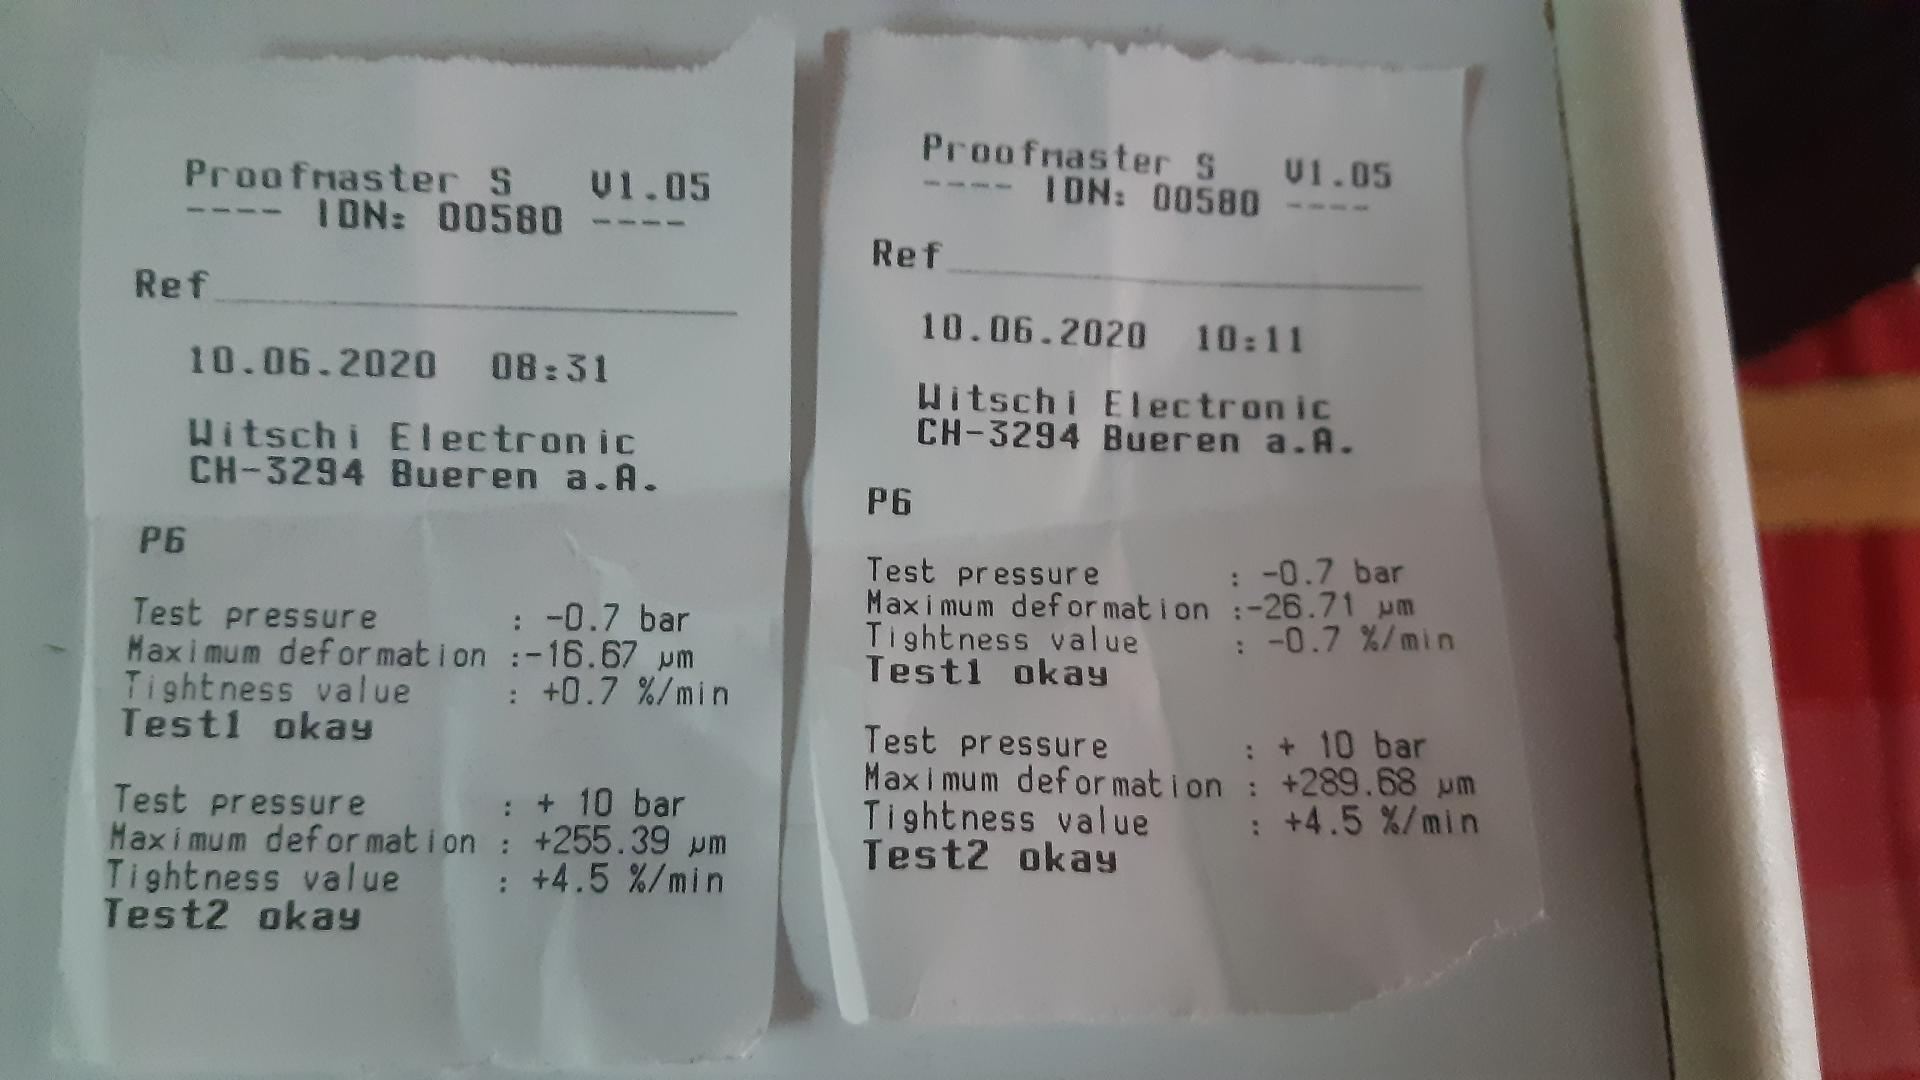 Proofmaster S V1.05
---- IDN: 00580 ----
Ref
10.06.2020 08:31
Witschi Electronic
CH-3294 Bueren a.A.
P6
Test pressure : -0.7 bar
Maximum deformation :-16.67 µm
Tightness value : +0.7 %/min
Test1 okay
Test pressure : + 10 bar
Maximum deformation : +255.39 µm
Tightness value : +4.5 %/min
Test2 okay
Proofmaster S V1.05
---- IDN: 00580 ----
Ref
10.06.2020 10:11
Witschi Electronic
CH-3294 Bueren a.A.
P6
Test pressure : -0.7 bar
Maximum deformation :-26.71 µm
Tightness value : -0.7 %/min
Test1 okay
Test pressure : + 10 bar
Maximum deformation : +289.68 µm
Tightness value : +4.5 %/min
Test2 okay